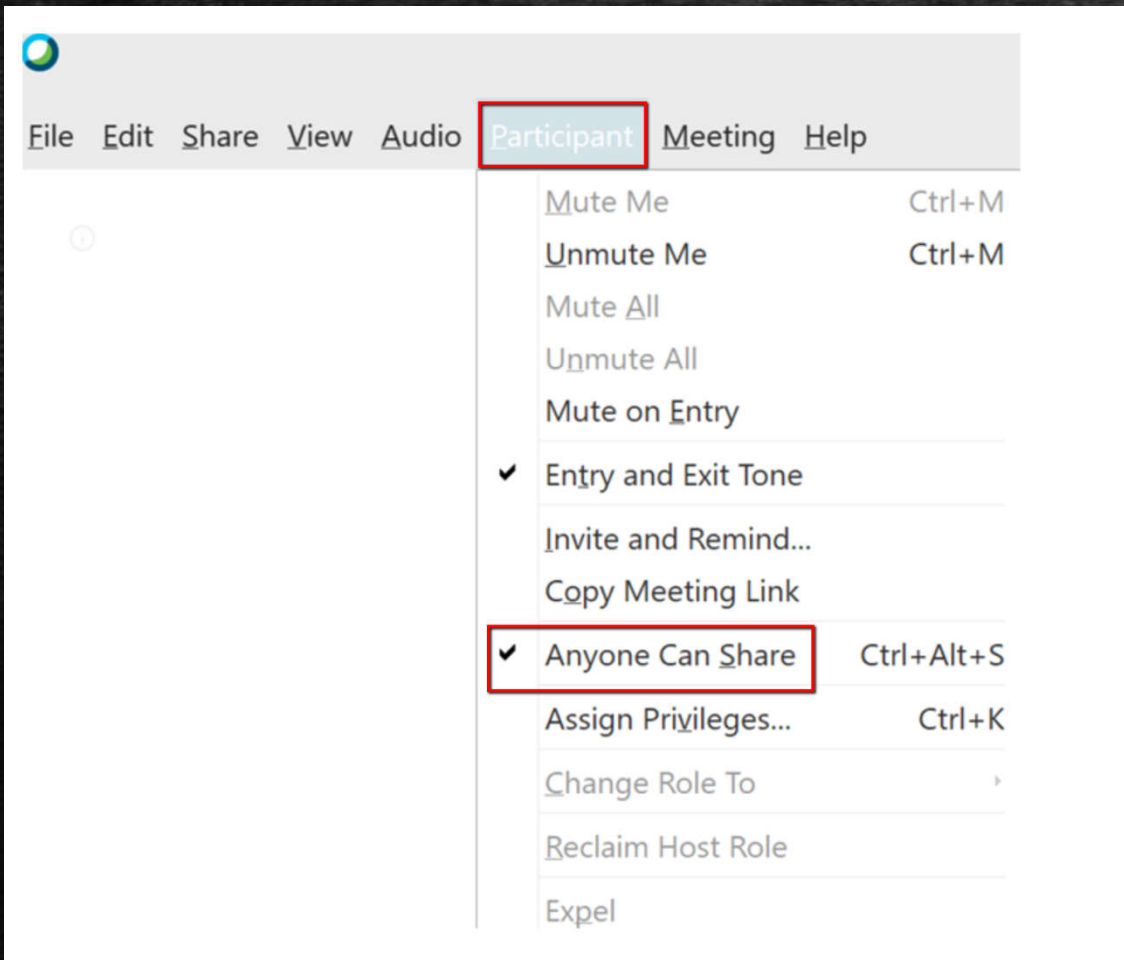 File Edit Share View Audio Participant Meeting Help
Mute Me Ctrl+M
Unmute Me Ctrl+M
Mute All
Unmute All
Mute on Entry
Entry and Exit Tone
Invite and Remind...
Copy Meeting Link
Anyone Can Share Ctrl+Alt+S
Assign Privileges... Ctrl+K
Change Role To
Reclaim Host Role
Expel